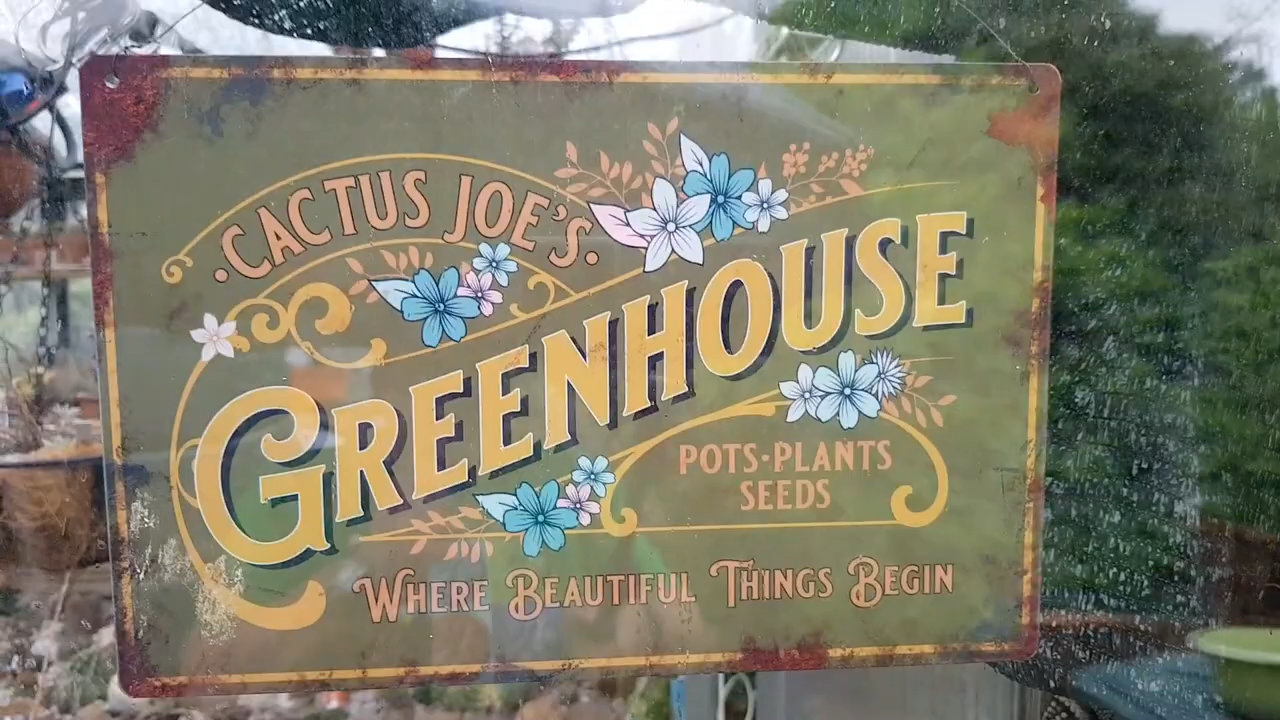 ·CACTUS JOE'S·
GREENHOUSE
POTS·PLANTS
SEEDS
WHERE BEAUTIFUL THINGS BEGIN